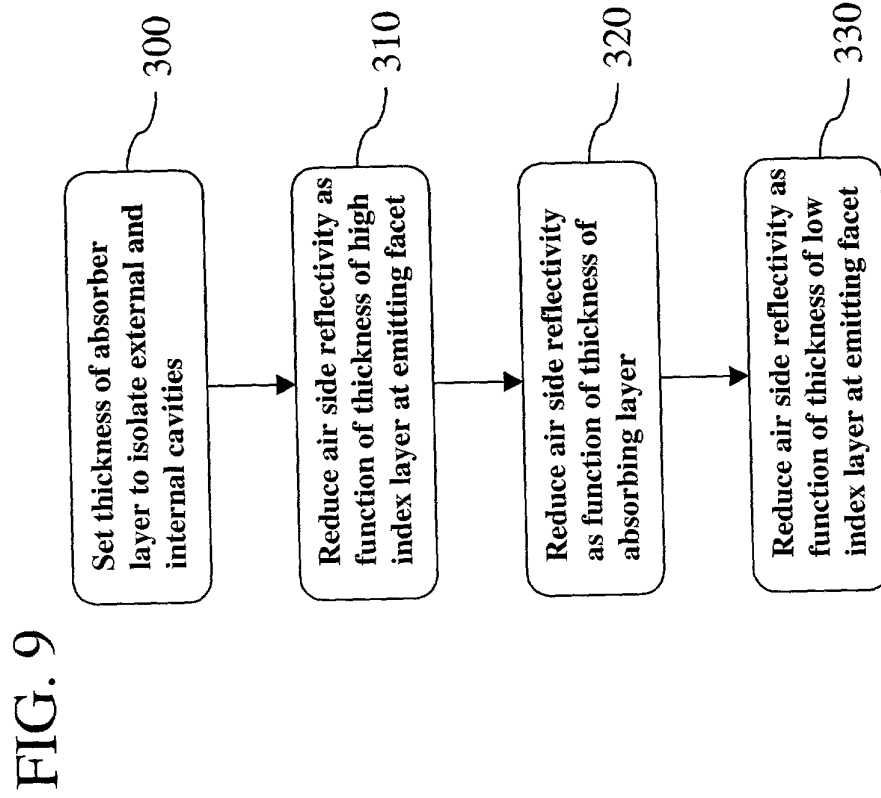 FIG. 9
Set thickness of absorber
layer to isolate external and
internal cavities
300
Reduce air side reflectivity as
function of thickness of high
index layer at emitting facet
310
Reduce air side reflectivity
as function of thickness of
absorbing layer
320
Reduce air side reflectivity as
function of thickness of low
index layer at emitting facet
330